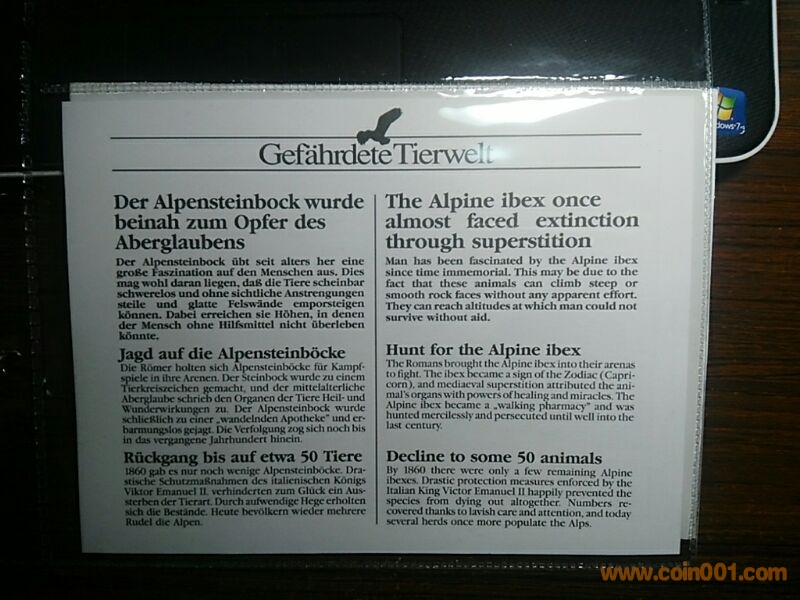 Gefährdete Tierwelt
Der Alpensteinbock wurde
beinah zum Opfer des
Aberglaubens
Der Alpensteinbock übt seit alters her eine
große Faszination auf den Menschen aus. Dies
mag wohl daran liegen, daß die Tiere scheinbar
schwerelos und ohne sichtliche Anstrengungen
steile und glatte Felswände emporsteigen
können. Dabei erreichen sie Höhen, in denen
der Mensch ohne Hilfsmittel nicht überleben
könnte.
Jagd auf die Alpensteinböcke
Die Römer holten sich Alpensteinböcke für Kampf-
spiele in ihre Arenen. Der Steinbock wurde zu einem
Tierkreiszeichen gemacht, und der mittelalterliche
Aberglaube schrieb den Organen der Tiere Heil- und
Wunderwirkungen zu. Der Alpensteinbock wurde
schließlich zu einer „wandelnden Apotheke" und er-
barmungslos gejagt. Die Verfolgung zog sich noch bis
in das vergangene Jahrhundert hinein.
Rückgang bis auf etwa 50 Tiere
1860 gab es nur noch wenige Alpensteinböcke. Dra-
stische Schutzmaßnahmen des italienischen Königs
Viktor Emanuel II. verhinderten zum Glück ein Aus-
sterben der Tierart. Durch aufwendige Hege erholten
sich die Bestände. Heute bevölkern wieder mehrere
Rudel die Alpen.
The Alpine ibex once
almost faced extinction
through superstition
Man has been fascinated by the Alpine ibex
since time immemorial. This may be due to the
fact that these animals can climb steep or
smooth rock faces without any apparent effort.
They can reach altitudes at which man could not
survive without aid.
Hunt for the Alpine ibex
The Romans brought the Alpine ibex into their arenas
to fight. The ibex became a sign of the Zodiac (Capri-
corn), and mediaeval superstition attributed the ani-
mal's organs with powers of healing and miracles. The
Alpine ibex became a „walking pharmacy" and was
hunted mercilessly and persecuted until well into the
last century.
Decline to some 50 animals
By 1860 there were only a few remaining Alpine
ibexes. Drastic protection measures enforced by the
Italian King Victor Emanuel II happily prevented the
species from dying out altogether. Numbers re-
covered thanks to lavish care and attention, and today
several herds once more populate the Alps.
www.coin001.com